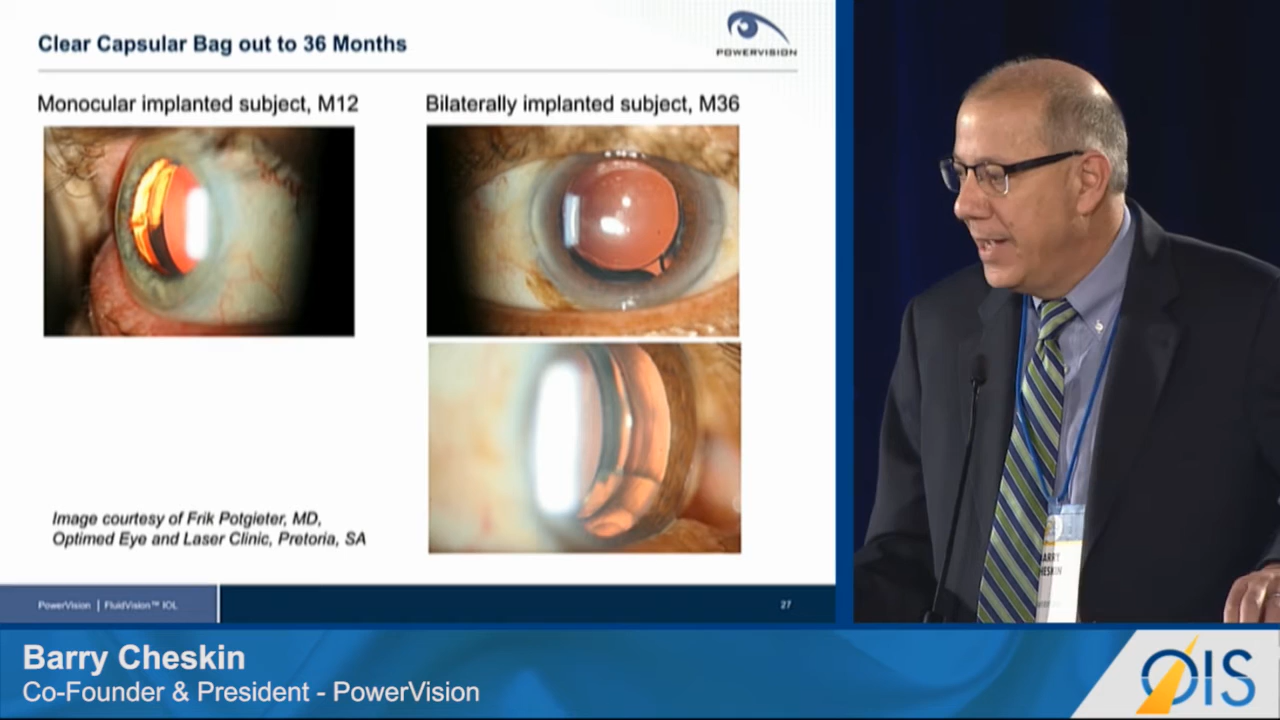 Clear Capsular Bag out to 36 Months
POWERVISION
Monocular implanted subject, M12
Bilaterally implanted subject, M36
Image courtesy of Frik Potgieter, MD,
Optimed Eye and Laser Clinic, Pretoria, SA
PowerVision | FluidVision™ IOL
27
BARRY
CHESKIN
Barry Cheskin
Co-Founder & President - PowerVision
OIS